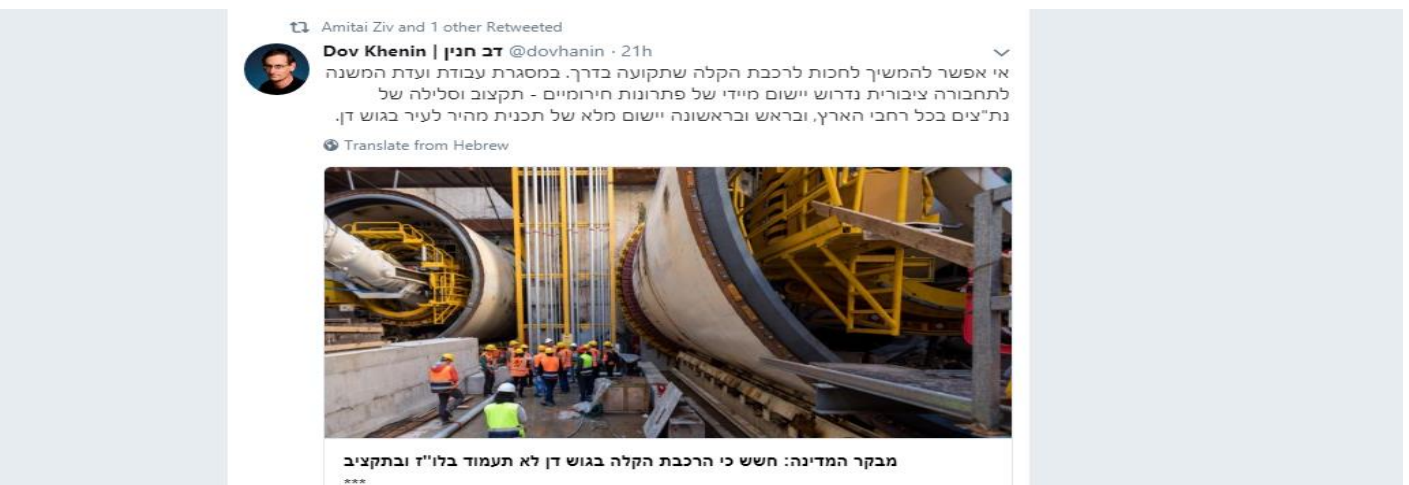 Amitai Ziv and 1 other Retweeted
Dov Khenin | דב חנין @dovhanin · 21h
אי אפשר להמשיך לחכות לרכבת הקלה שתקועה בדרך. במסגרת עבודת ועדת המשנה
לתחבורה ציבורית נדרוש יישום מיידי של פתרונות חירומיים - תקצוב וסלילה של
נת"צים בכל רחבי הארץ, ובראש ובראשונה יישום מלא של תכנית מהיר לעיר בגוש דן.
Translate from Hebrew
מבקר המדינה: חשש כי הרכבת הקלה בגוש דן לא תעמוד בלו"ז ובתקציב
***